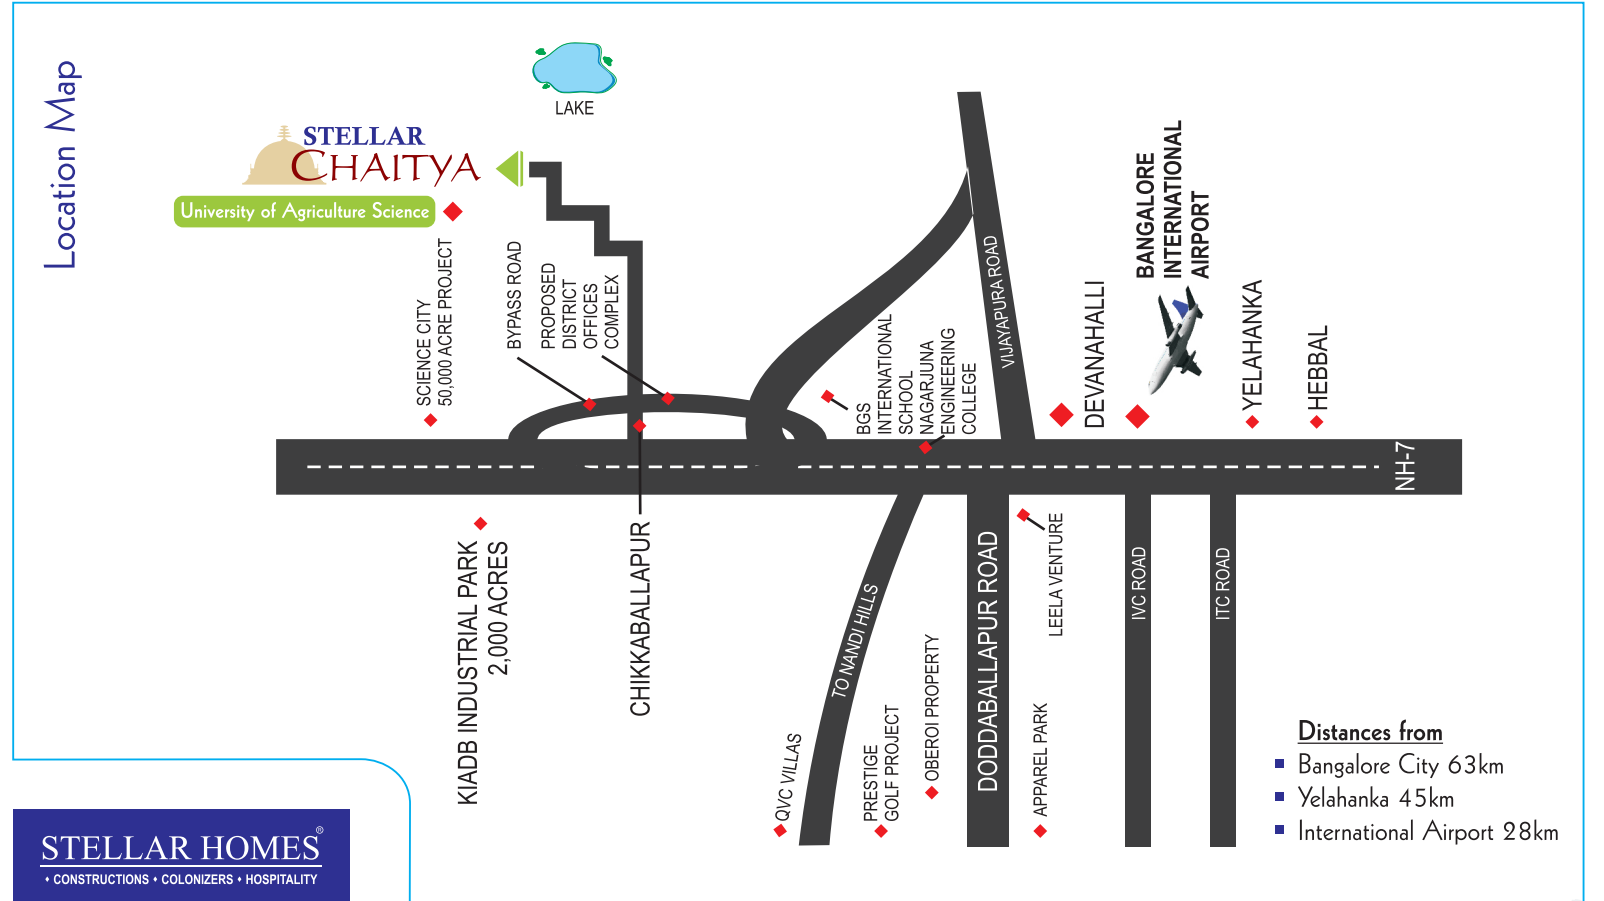 Location Map
LAKE
STELLAR
CHAITYA
University of Agriculture Science
SCIENCE CITY
50,000 ACRE PROJECT
BYPASS ROAD
PROPOSED
DISTRICT
OFFICES
COMPLEX
BGS
INTERNATIONAL
SCHOOL
NAGARJUNA
ENGINEERING
COLLEGE
VIJAYAPURA ROAD
DEVANAHALLI
BANGALORE
INTERNATIONAL
AIRPORT
YELAHANKA
HEBBAL
NH-7
KIADB INDUSTRIAL PARK
2,000 ACRES
CHIKKABALLAPUR
QVC VILLAS
TO NANDI HILLS
PRESTIGE
GOLF PROJECT
OBEROI PROPERTY
DODDABALLAPUR ROAD
LEELA VENTURE
APPAREL PARK
IVC ROAD
ITC ROAD
Distances from
Bangalore City 63km
Yelahanka 45km
International Airport 28km
STELLAR HOMES®
• CONSTRUCTIONS • COLONIZERS • HOSPITALITY